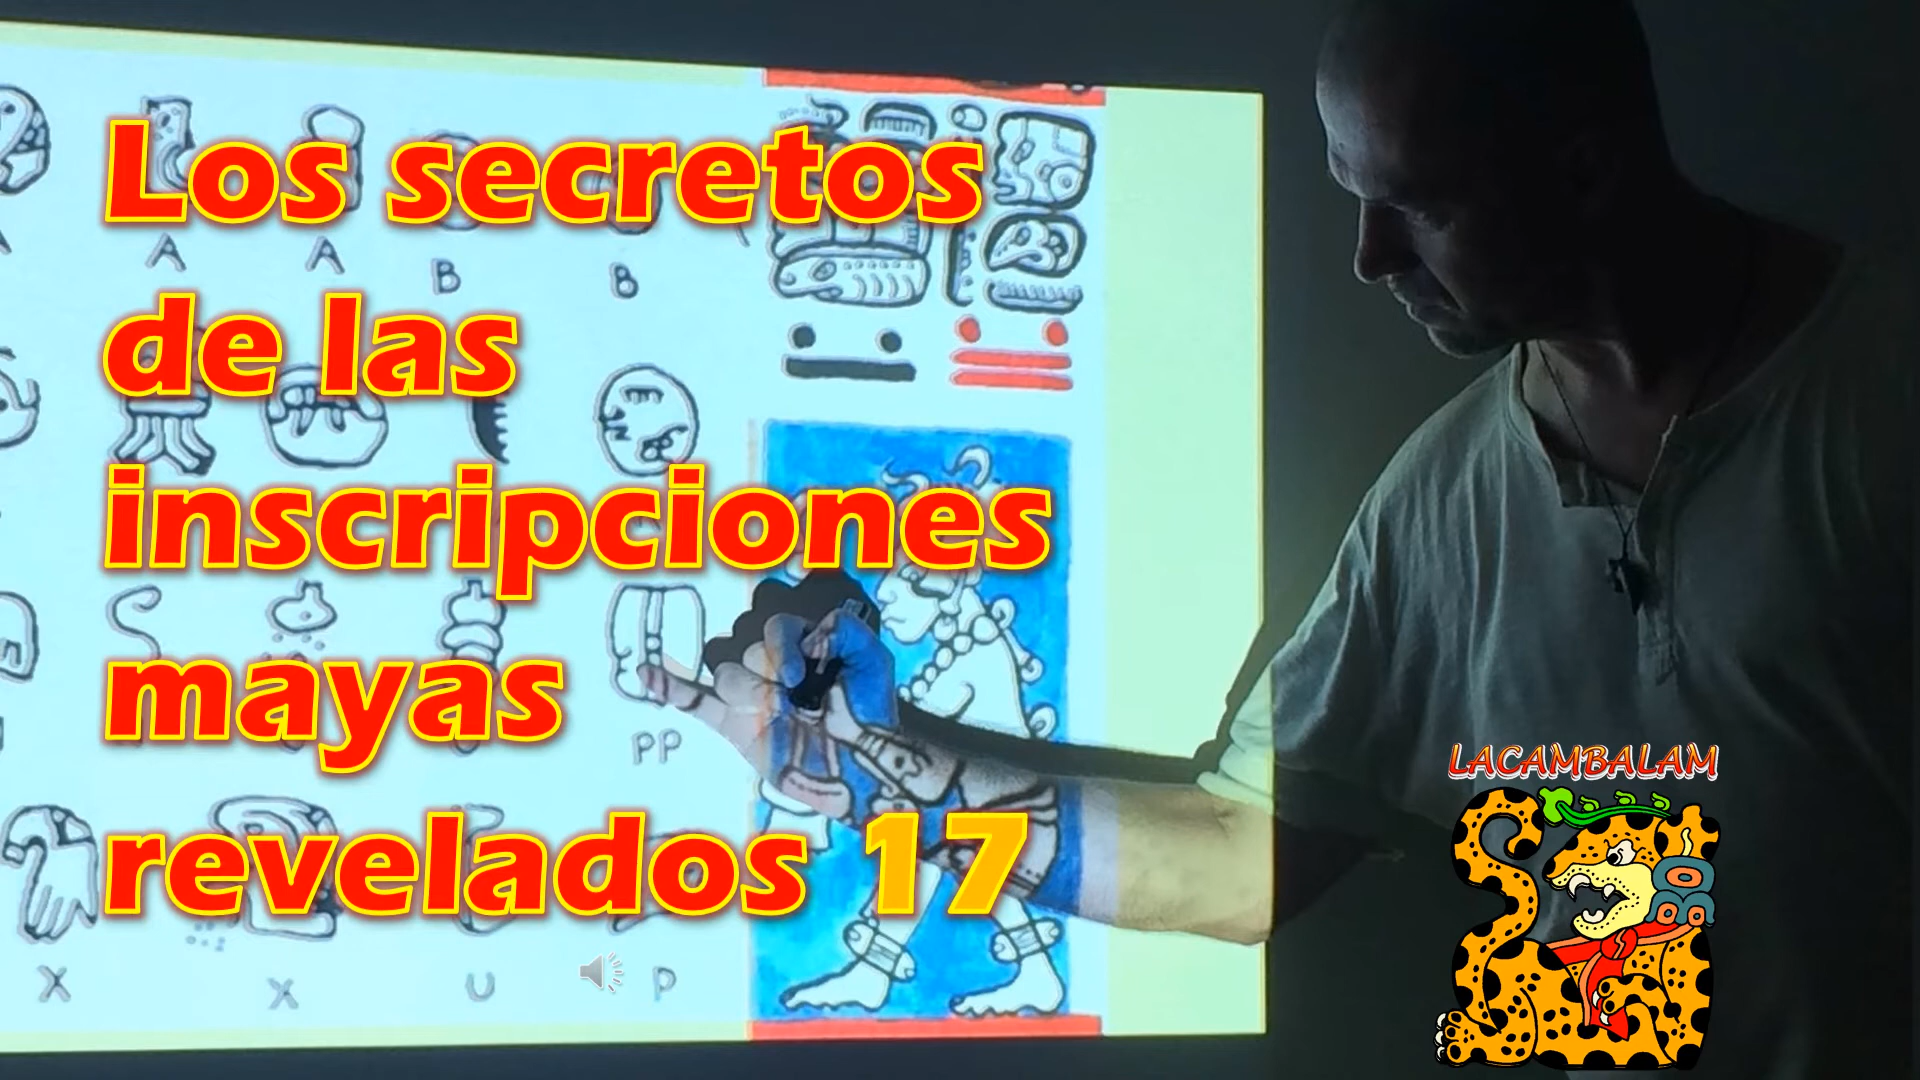 Los secretos
de las
inscripciones
mayas
revelados 17
LACAMBALAM
A A B B
PP
X X U P